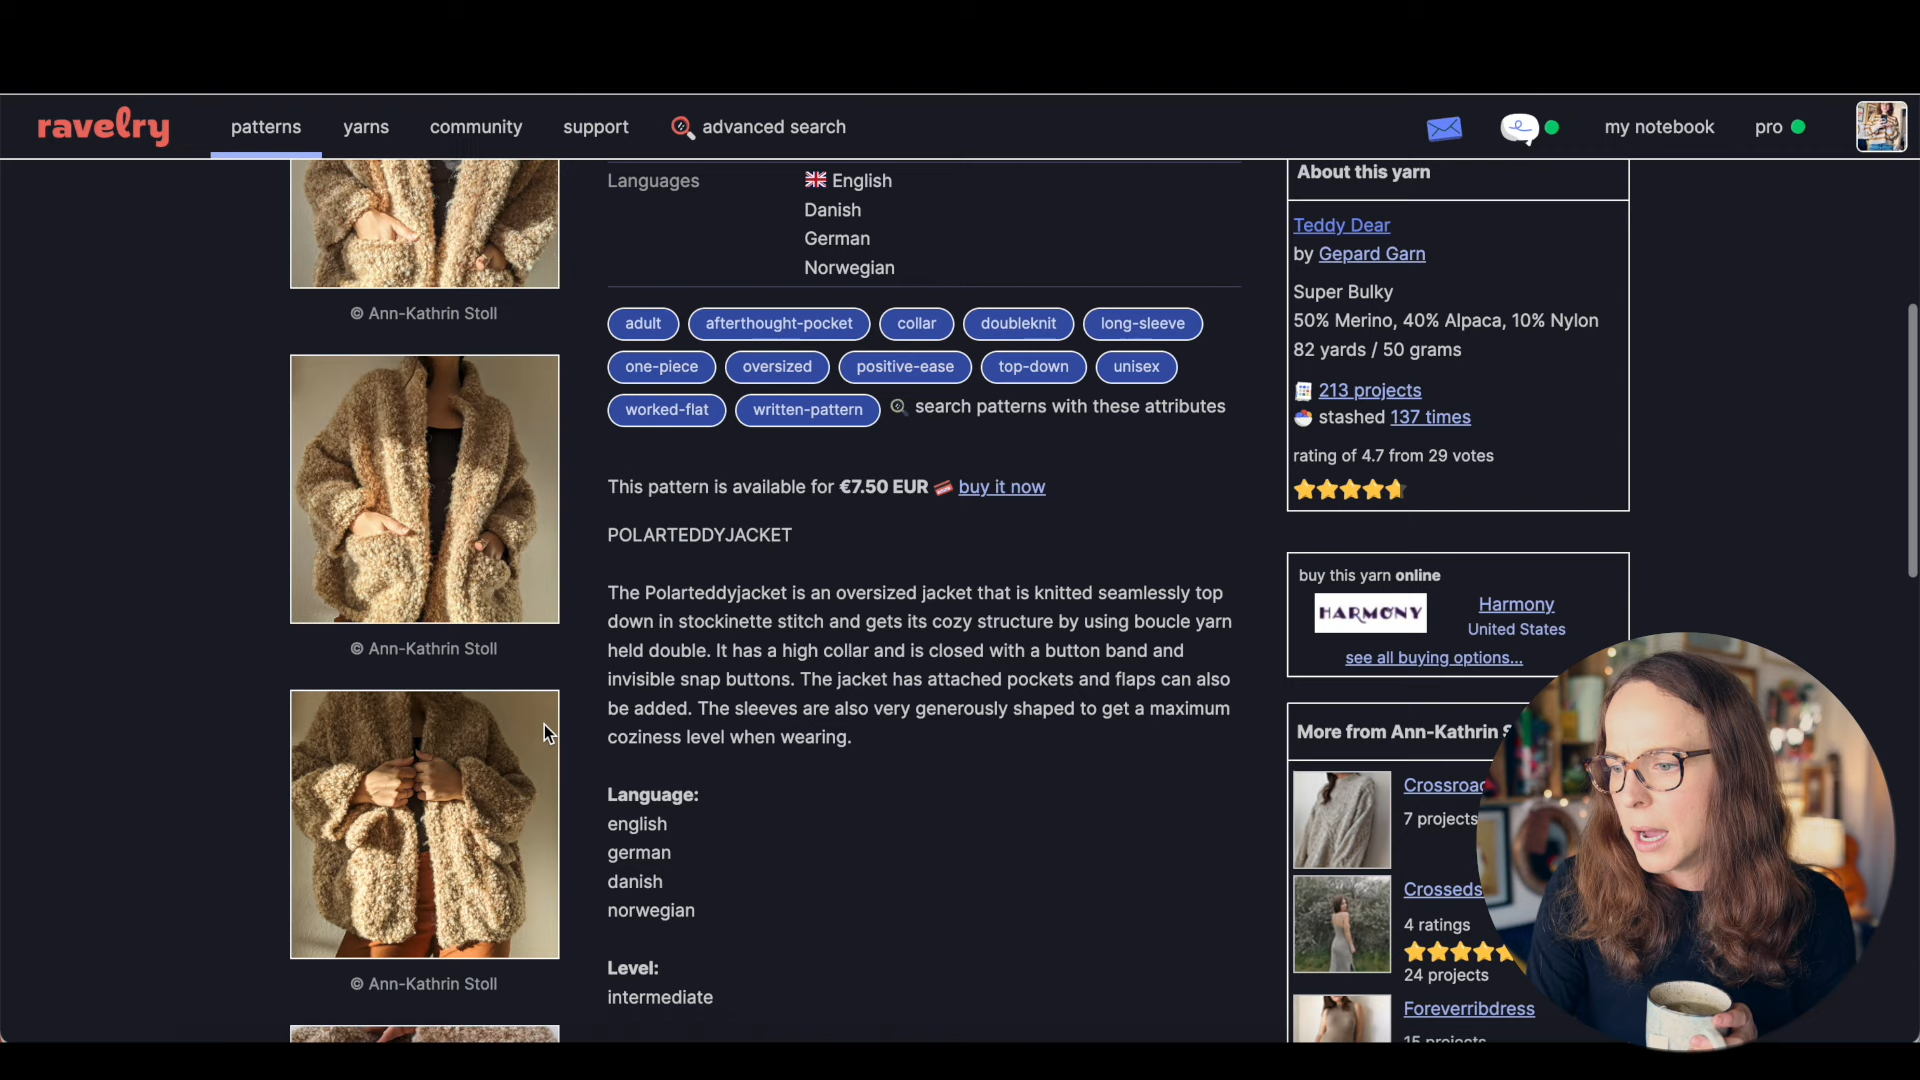 ravelry
patterns
yarns
community
support
advanced search
my notebook
pro
© Ann-Kathrin Stoll
© Ann-Kathrin Stoll
© Ann-Kathrin Stoll
Languages
English
Danish
German
Norwegian
adult
afterthought-pocket
collar
doubleknit
long-sleeve
one-piece
oversized
positive-ease
top-down
unisex
worked-flat
written-pattern
search patterns with these attributes
This pattern is available for €7.50 EUR buy it now
POLARTEDDYJACKET
The Polarteddyjacket is an oversized jacket that is knitted seamlessly top
down in stockinette stitch and gets its cozy structure by using boucle yarn
held double. It has a high collar and is closed with a button band and
invisible snap buttons. The jacket has attached pockets and flaps can also
be added. The sleeves are also very generously shaped to get a maximum
coziness level when wearing.
Language:
english
german
danish
norwegian
Level:
intermediate
About this yarn
Teddy Dear
by Gepard Garn
Super Bulky
50% Merino, 40% Alpaca, 10% Nylon
82 yards / 50 grams
213 projects
stashed 137 times
rating of 4.7 from 29 votes
buy this yarn online
HARMONY
Harmony
United States
see all buying options...
More from Ann-Kathrin
7 projects
4 ratings
24 projects
Foreverribdress
15 projects